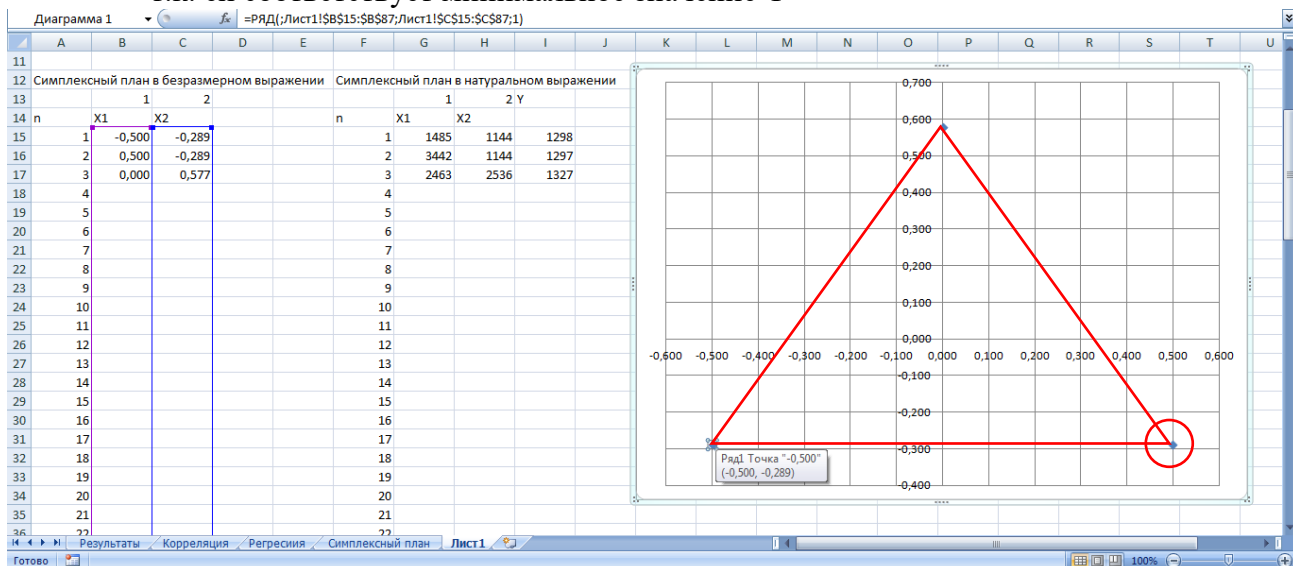 Диаграмма 1 fx =РЯД(;Лист1!$B$15:$B$87;Лист1!$C$15:$C$87;1)
A B C D E F G H I J K L M N O P Q R S T U
11
12 Симплексный план в безразмерном выражении Симплексный план в натуральном выражении
13 1 2 1 2 Y
14 n X1 X2 n X1 X2
15 1 -0,500 -0,289 1 1485 1144 1298
16 2 0,500 -0,289 2 3442 1144 1297
17 3 0,000 0,577 3 2463 2536 1327
18 4 4
19 5 5
20 6 6
21 7 7
22 8 8
23 9 9
24 10 10
25 11 11
26 12 12
27 13 13
28 14 14
29 15 15
30 16 16
31 17 17
32 18 18
33 19 19
34 20 20
35 21 21
36 22 22
0,700
0,600
0,500
0,400
0,300
0,200
0,100
0,000
-0,600 -0,500 -0,400 -0,300 -0,200 -0,100 0,000 0,100 0,200 0,300 0,400 0,500 0,600
-0,100
-0,200
-0,300
-0,400
Ряд1 Точка "-0,500"
(-0,500, -0,289)
Результаты Корреляция Регресиия Симплексный план Лист1
Готово 100%